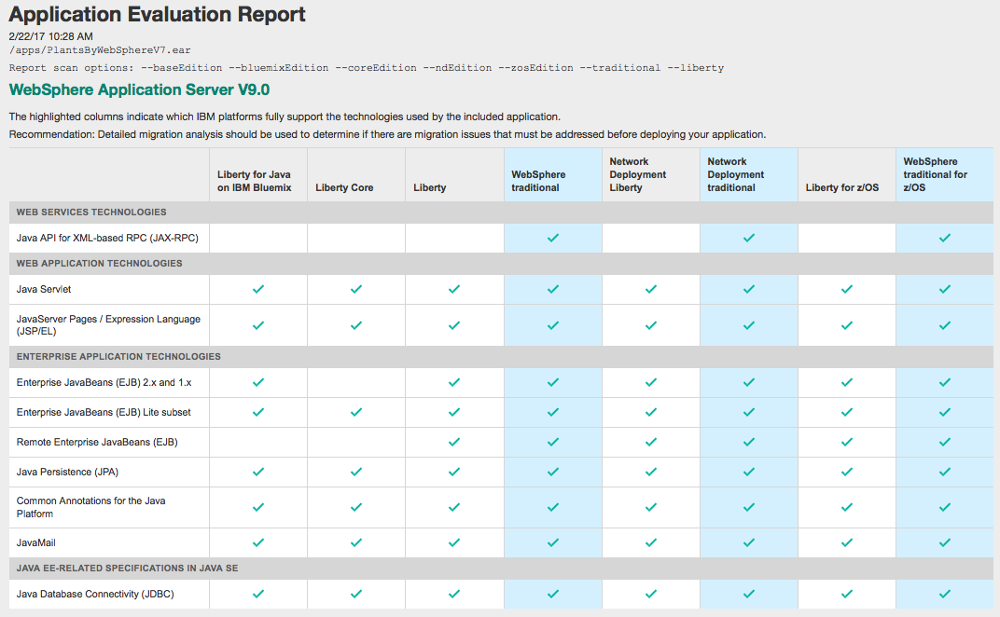 Application Evaluation Report
2/22/17 10:28 AM
/apps/PlantsByWebSphereV7.ear
Report scan options: --baseEdition --bluemixEdition --coreEdition --ndEdition --zosEdition --traditional --liberty
WebSphere Application Server V9.0
The highlighted columns indicate which IBM platforms fully support the technologies used by the included application.
Recommendation: Detailed migration analysis should be used to determine if there are migration issues that must be addressed before deploying your application.
Liberty for Java
on IBM Bluemix
Liberty Core
Liberty
WebSphere
traditional
Network
Deployment
Liberty
Network
Deployment
traditional
Liberty for z/OS
WebSphere
traditional for
z/OS
WEB SERVICES TECHNOLOGIES
Java API for XML-based RPC (JAX-RPC)
WEB APPLICATION TECHNOLOGIES
Java Servlet
JavaServer Pages / Expression Language
(JSP/EL)
ENTERPRISE APPLICATION TECHNOLOGIES
Enterprise JavaBeans (EJB) 2.x and 1.x
Enterprise JavaBeans (EJB) Lite subset
Remote Enterprise JavaBeans (EJB)
Java Persistence (JPA)
Common Annotations for the Java
Platform
JavaMail
JAVA EE-RELATED SPECIFICATIONS IN JAVA SE
Java Database Connectivity (JDBC)